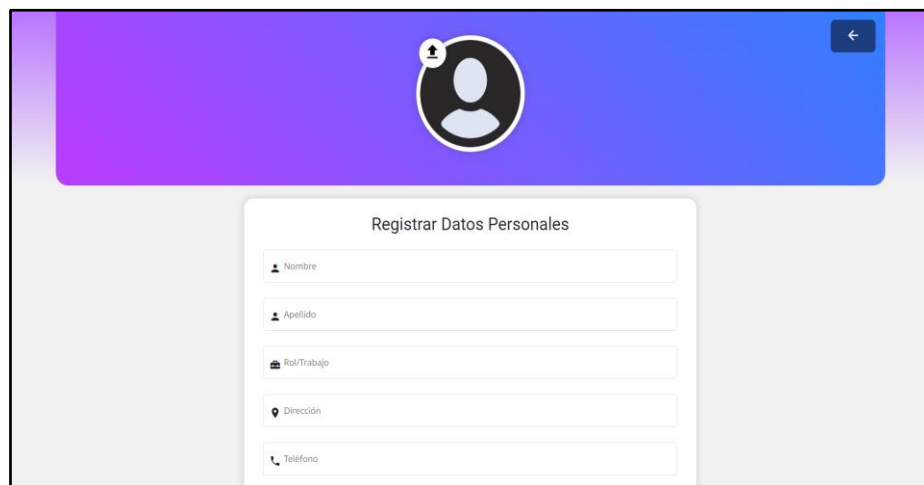 Registrar Datos Personales
Nombre
Apellido
Rol/Trabajo
Dirección
Teléfono